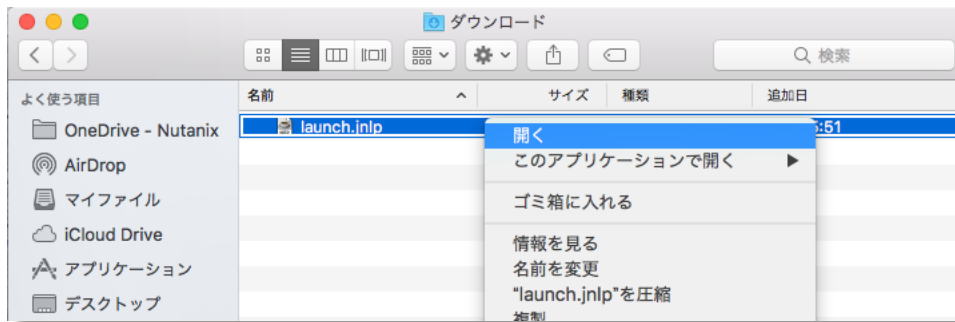 ダウンロード
検索
よく使う項目
名前 サイズ 種類 追加日
OneDrive - Nutanix
launch.jnlp :51
AirDrop
マイファイル
iCloud Drive
アプリケーション
デスクトップ
開く
このアプリケーションで開く
ゴミ箱に入れる
情報を見る
名前を変更
"launch.jnlp"を圧縮
複製